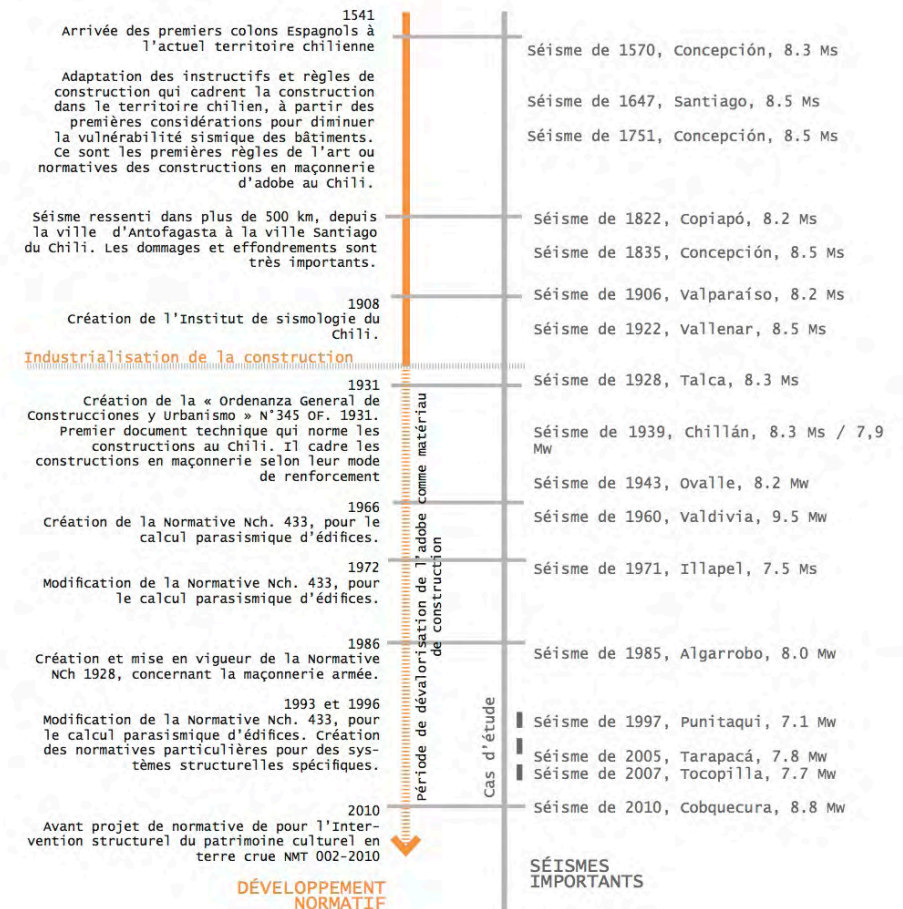 1541
Arrivée des premiers colons Espagnols à
l'actuel territoire chilienne
Adaptation des instructifs et règles de
construction qui cadrent la construction
dans le territoire chilien, à partir des
premières considérations pour diminuer
la vulnérabilité sismique des bâtiments.
Ce sont les premières règles de l'art ou
normatives des constructions en maçonnerie
d'adobe au Chili.
Séisme ressenti dans plus de 500 km, depuis
la ville d'Antofagasta à la ville Santiago
du Chili. Les dommages et effondrements sont
très importants.
1908
Création de l'Institut de sismologie du
Chili.
Industrialisation de la construction
1931
Création de la « Ordenanza General de
Construcciones y Urbanismo » N°345 OF. 1931.
Premier document technique qui norme les
constructions au Chili. Il cadre les
constructions en maçonnerie selon leur mode
de renforcement
1966
Création de la Normative Nch. 433, pour le
calcul parasismique d'édifices.
1972
Modification de la Normative Nch. 433, pour
le calcul parasismique d'édifices.
1986
Création et mise en vigueur de la Normative
NCh 1928, concernant la maçonnerie armée.
1993 et 1996
Modification de la Normative Nch. 433, pour
le calcul parasismique d'édifices. Création
des normatives particulières pour des sys-
tèmes structurelles spécifiques.
2010
Avant projet de normative de pour l'Inter-
vention structurel du patrimoine culturel en
terre crue NMT 002-2010
DÉVELOPPEMENT
NORMATIF
Période de dévalorisation de l'adobe comme matériau
de construction
Cas d'étude
Séisme de 1570, Concepción, 8.3 Ms
Séisme de 1647, Santiago, 8.5 Ms
Séisme de 1751, Concepción, 8.5 Ms
Séisme de 1822, Copiapó, 8.2 Ms
Séisme de 1835, Concepción, 8.5 Ms
Séisme de 1906, Valparaíso, 8.2 Ms
Séisme de 1922, Vallenar, 8.5 Ms
Séisme de 1928, Talca, 8.3 Ms
Séisme de 1939, Chillán, 8.3 Ms / 7,9
Mw
Séisme de 1943, Ovalle, 8.2 Mw
Séisme de 1960, Valdivia, 9.5 Mw
Séisme de 1971, Illapel, 7.5 Ms
Séisme de 1985, Algarrobo, 8.0 Mw
Séisme de 1997, Punitaqui, 7.1 Mw
Séisme de 2005, Tarapacá, 7.8 Mw
Séisme de 2007, Tocopilla, 7.7 Mw
Séisme de 2010, Cobquecura, 8.8 Mw
SÉISMES
IMPORTANTS